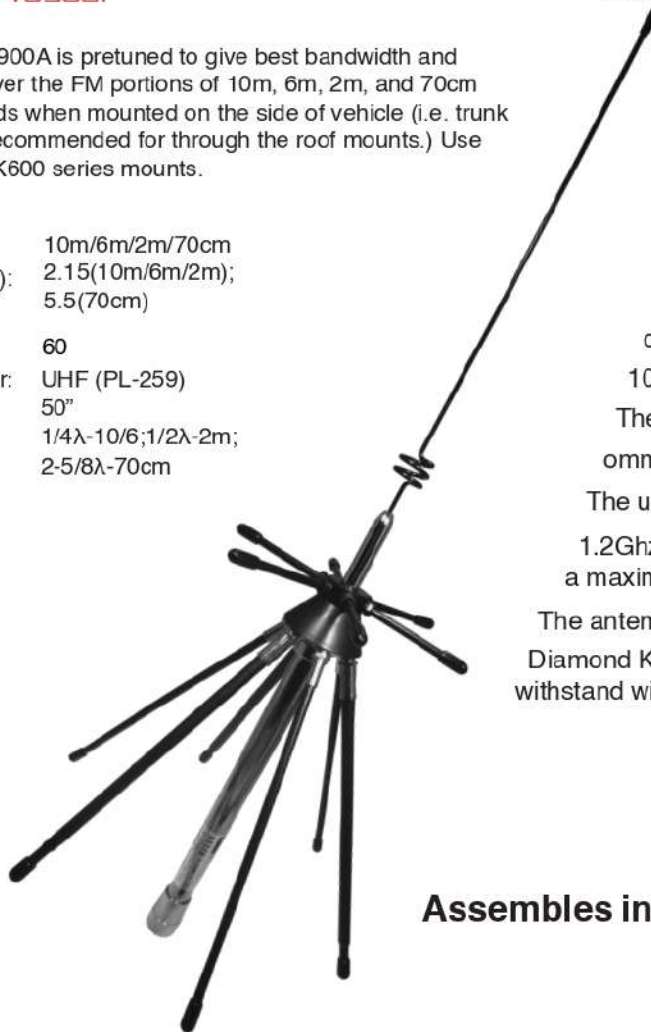 900A is pretuned to give best bandwidth and
ver the FM portions of 10m, 6m, 2m, and 70cm
ds when mounted on the side of vehicle (i.e. trunk
ecommended for through the roof mounts.) Use
K600 series mounts.
10m/6m/2m/70cm
): 2.15(10m/6m/2m);
5.5(70cm)
60
r: UHF (PL-259)
50”
1/4λ-10/6;1/2λ-2m;
2-5/8λ-70cm
10
The
omm
The u
1.2Ghz
a maxim
The anten
Diamond K
withstand wi
Assembles in